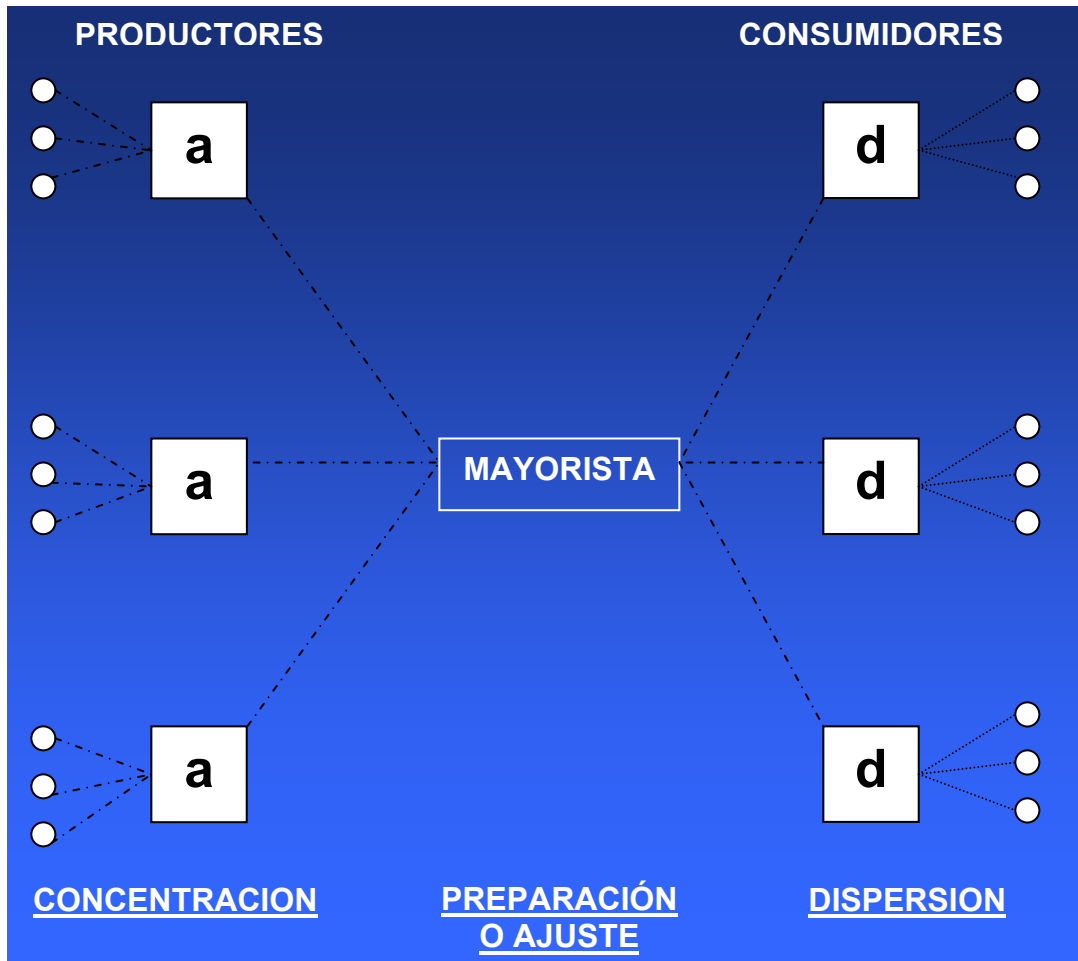 PRODUCTORES
CONSUMIDORES
a
d
a
MAYORISTA
d
a
d
CONCENTRACION
PREPARACIÓN
O AJUSTE
DISPERSION